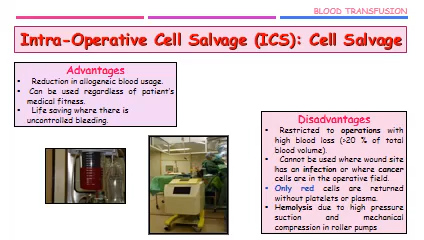 BLOOD TRANSFUSION
Intra-Operative Cell Salvage (ICS): Cell Salvage
Advantages
• Reduction in allogeneic blood usage.
• Can be used regardless of patient's
medical fitness.
• Life saving where there is
uncontrolled bleeding.
Disadvantages
• Restricted to operations with
high blood loss (>20 % of total
blood volume).
• Cannot be used where wound site
has an infection or where cancer
cells are in the operative field.
• Only red cells are returned
without platelets or plasma.
• Hemolysis due to high pressure
suction and mechanical
compression in roller pumps